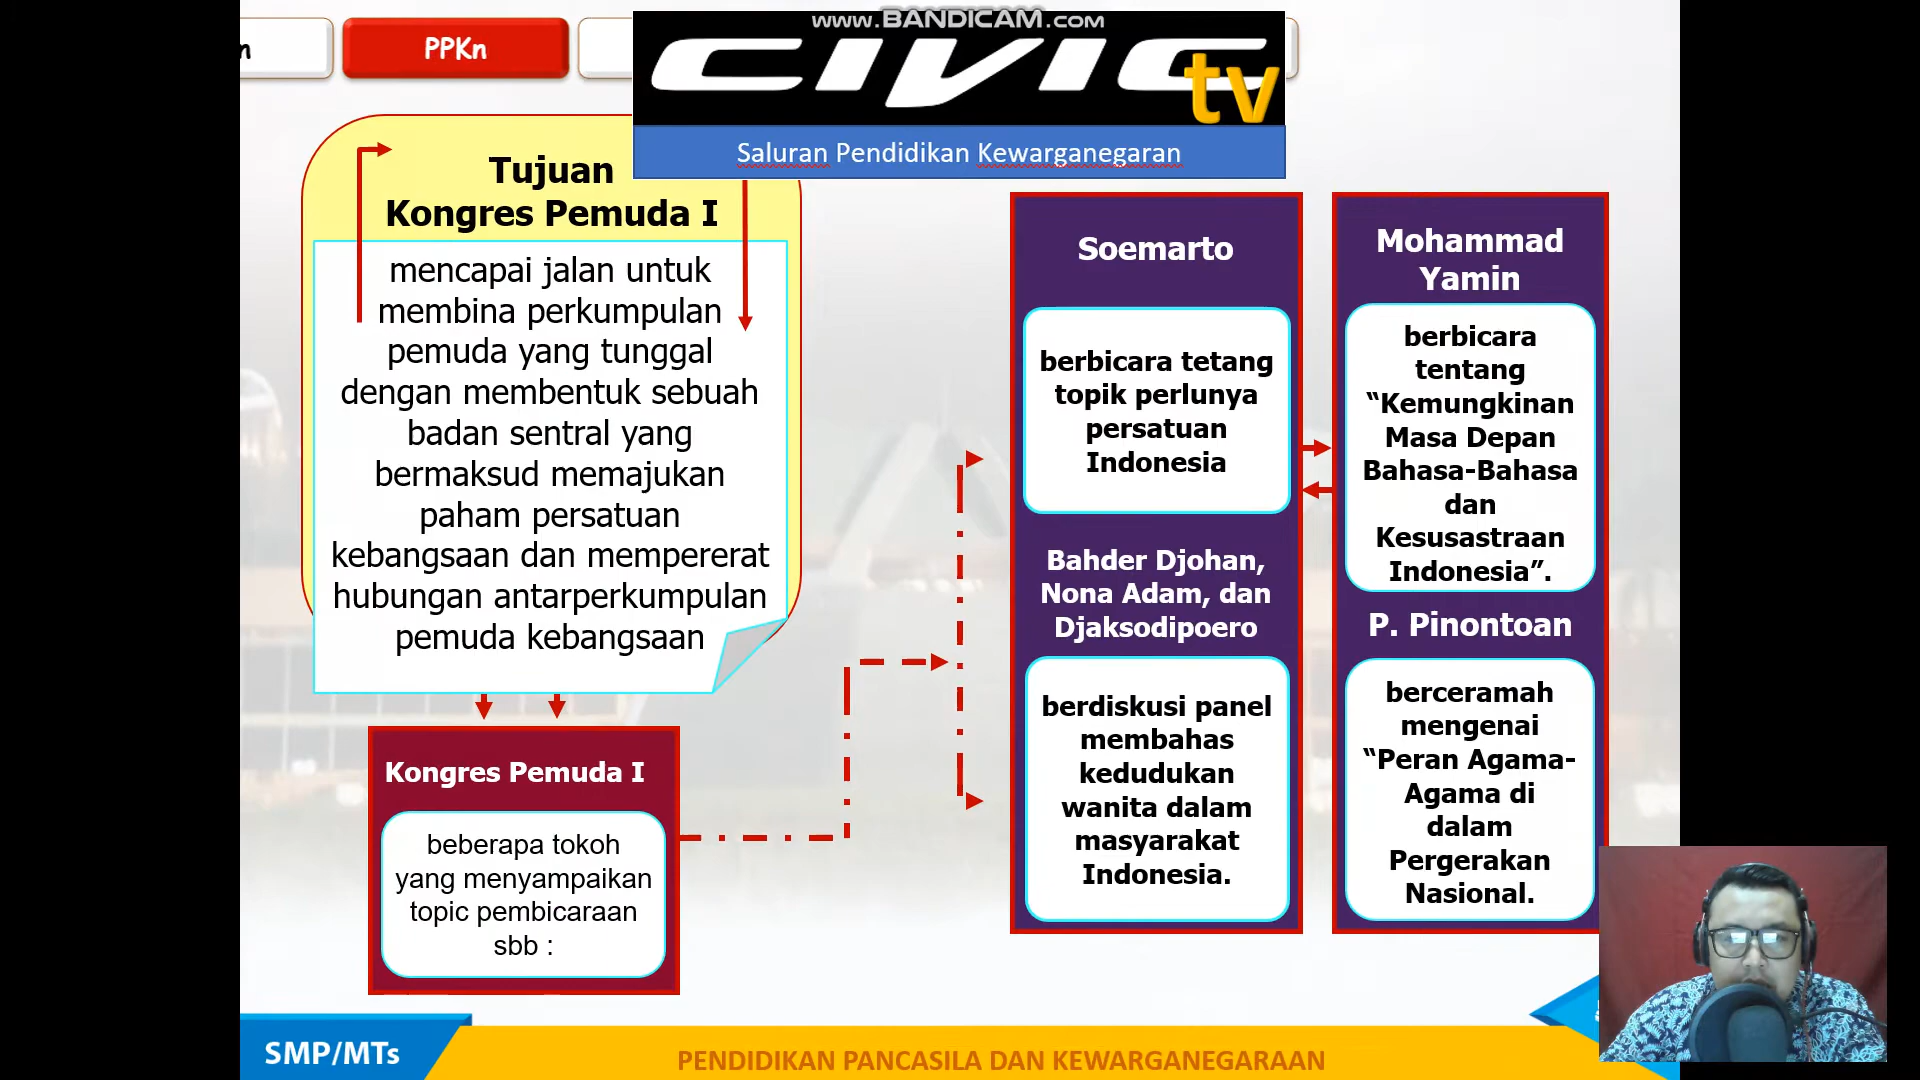 www.BANDICAM.com
n
PPKn
CIVIC
tv
Saluran Pendidikan Kewarganegaran
Tujuan
Kongres Pemuda I
mencapai jalan untuk
membina perkumpulan
pemuda yang tunggal
dengan membentuk sebuah
badan sentral yang
bermaksud memajukan
paham persatuan
kebangsaan dan mempererat
hubungan antarperkumpulan
pemuda kebangsaan
Kongres Pemuda I
beberapa tokoh
yang menyampaikan
topic pembicaraan
sbb :
Soemarto
berbicara tetang
topik perlunya
persatuan
Indonesia
Bahder Djohan,
Nona Adam, dan
Djaksodipoero
berdiskusi panel
membahas
kedudukan
wanita dalam
masyarakat
Indonesia.
Mohammad
Yamin
berbicara
tentang
“Kemungkinan
Masa Depan
Bahasa-Bahasa
dan
Kesusastraan
Indonesia”.
P. Pinontoan
berceramah
mengenai
“Peran Agama-
Agama di
dalam
Pergerakan
Nasional.
SMP/MTs
PENDIDIKAN PANCASILA DAN KEWARGANEGARAAN